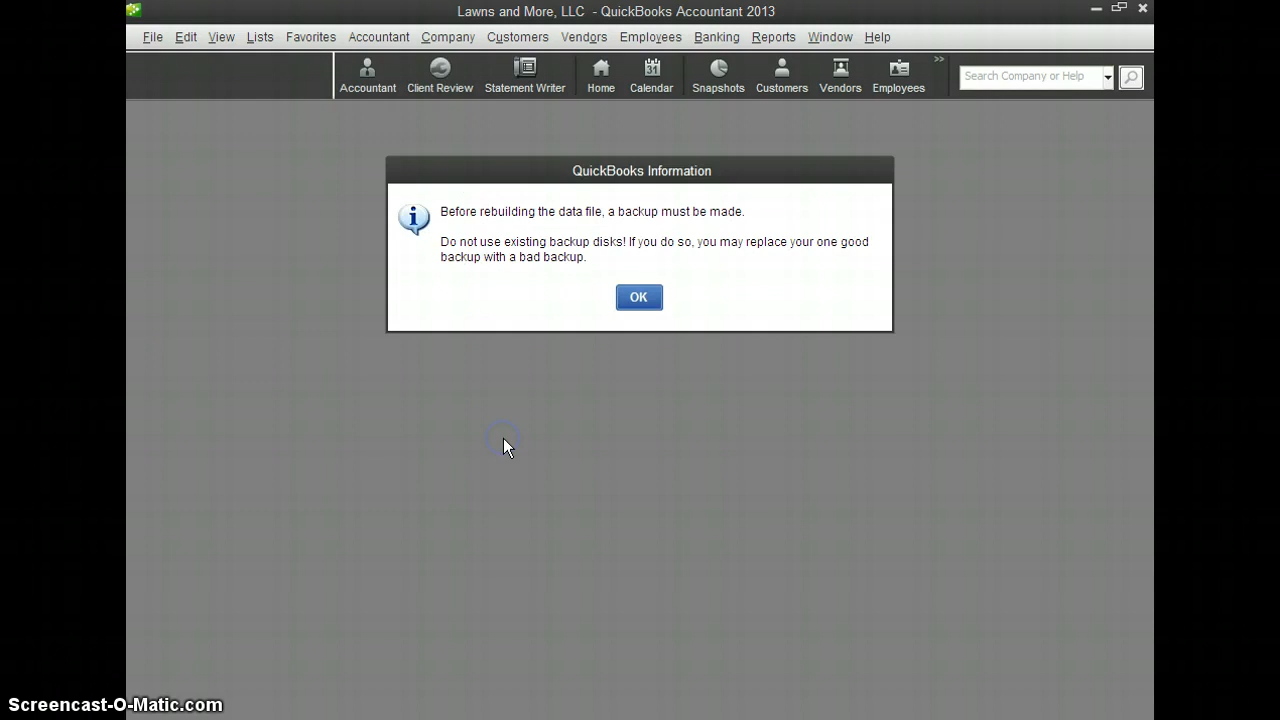 Lawns and More, LLC - QuickBooks Accountant 2013
File Edit View Lists Favorites Accountant Company Customers Vendors Employees Banking Reports Window Help
31
Accountant Client Review Statement Writer Home Calendar Snapshots Customers Vendors Employees
Search Company or Help
QuickBooks Information
Before rebuilding the data file, a backup must be made.
Do not use existing backup disks! If you do so, you may replace your one good
backup with a bad backup.
OK
Screencast-O-Matic.com